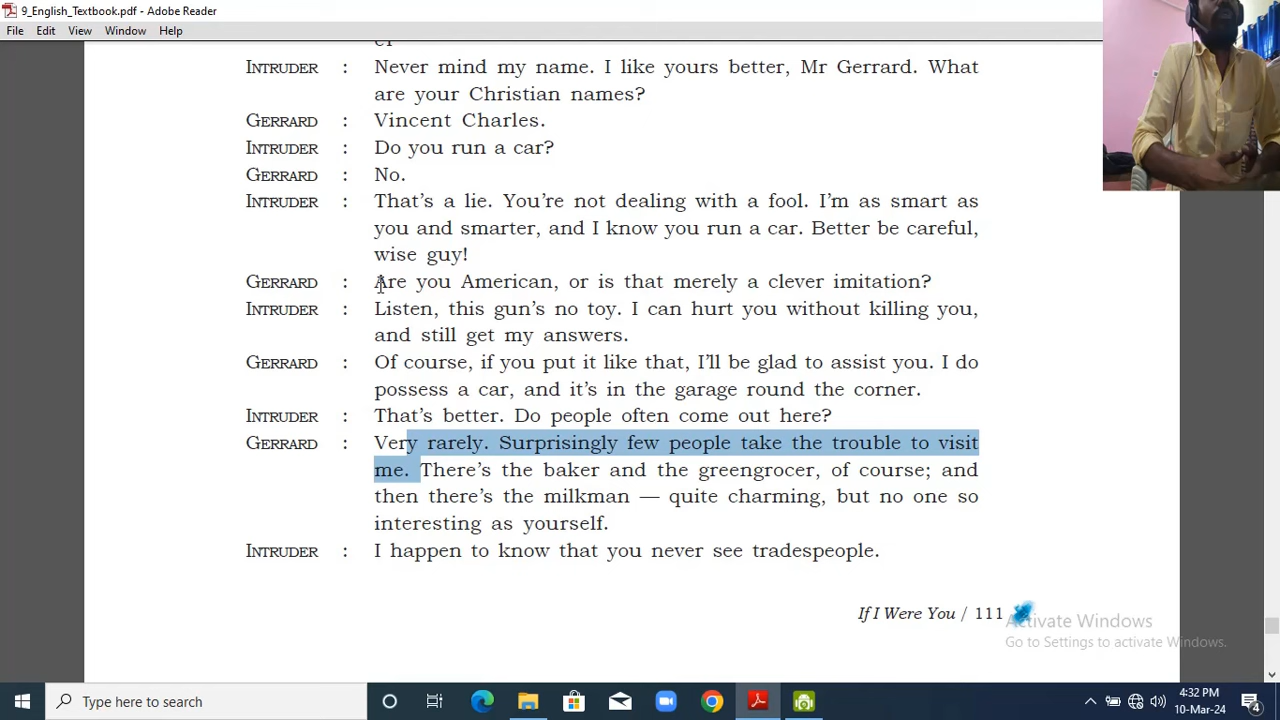 9_English_Textbook.pdf - Adobe Reader
File Edit View Window Help
INTRUDER : Never mind my name. I like yours better, Mr Gerrard. What
are your Christian names?
GERRARD : Vincent Charles.
INTRUDER : Do you run a car?
GERRARD : No.
INTRUDER : That's a lie. You're not dealing with a fool. I'm as smart as
you and smarter, and I know you run a car. Better be careful,
wise guy!
GERRARD : Are you American, or is that merely a clever imitation?
INTRUDER : Listen, this gun's no toy. I can hurt you without killing you,
and still get my answers.
GERRARD : Of course, if you put it like that, I'll be glad to assist you. I do
possess a car, and it's in the garage round the corner.
INTRUDER : That's better. Do people often come out here?
GERRARD : Very rarely. Surprisingly few people take the trouble to visit
me. There's the baker and the greengrocer, of course; and
then there's the milkman — quite charming, but no one so
interesting as yourself.
INTRUDER : I happen to know that you never see tradespeople.
If I Were You / 111
Activate Windows
Go to Settings to activate Windows.
Type here to search
4:32 PM
10-Mar-24
4